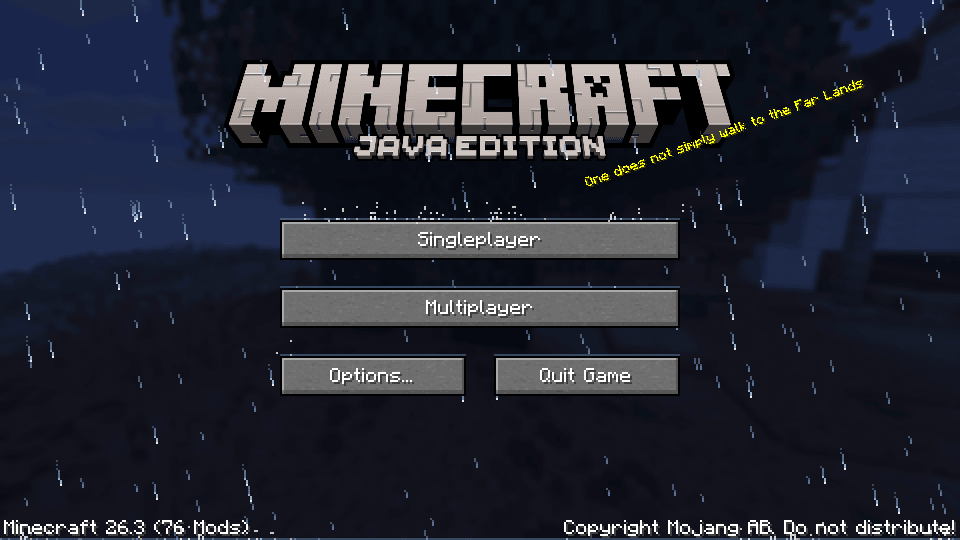 MINECRAFT
JAVA EDITION
One does not simply walk to the Far Lands
Singleplayer
Multiplayer
Options...
Quit Game
Minecraft 26.3 (76 Mods)
Copyright Mojang AB. Do not distribute!